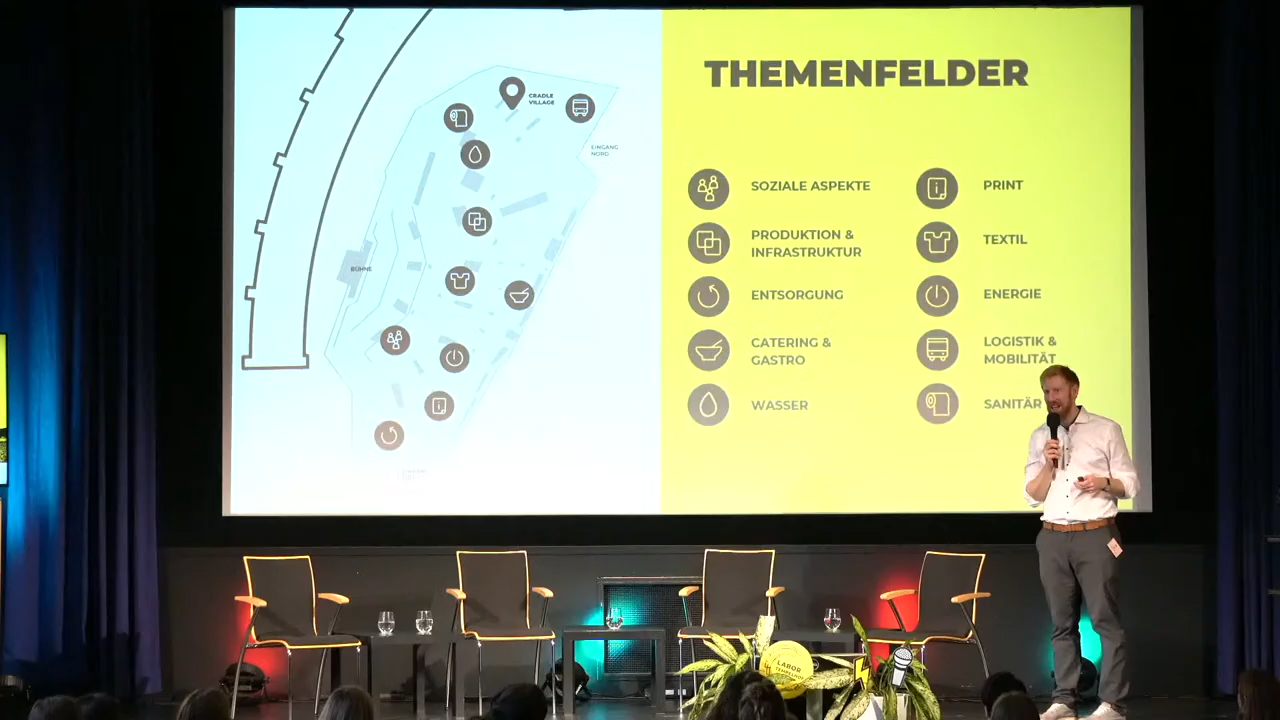 THEMENFELDER
CRADLE
VILLAGE
EINGANG
NORD
BÜHNE
SOZIALE ASPEKTE
PRODUKTION &
INFRASTRUKTUR
ENTSORGUNG
CATERING &
GASTRO
WASSER
PRINT
TEXTIL
ENERGIE
LOGISTIK &
MOBILITÄT
SANITÄR
LABOR